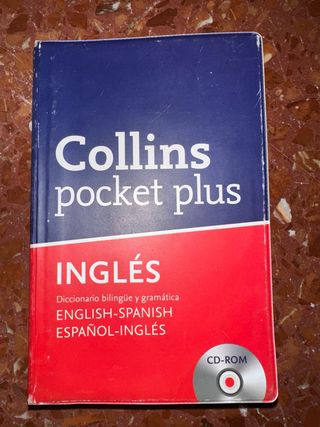 Collins
pocket plus
INGLÉS
Diccionario bilingüe y gramática
ENGLISH-SPANISH
ESPAÑOL-INGLÉS
CD-ROM